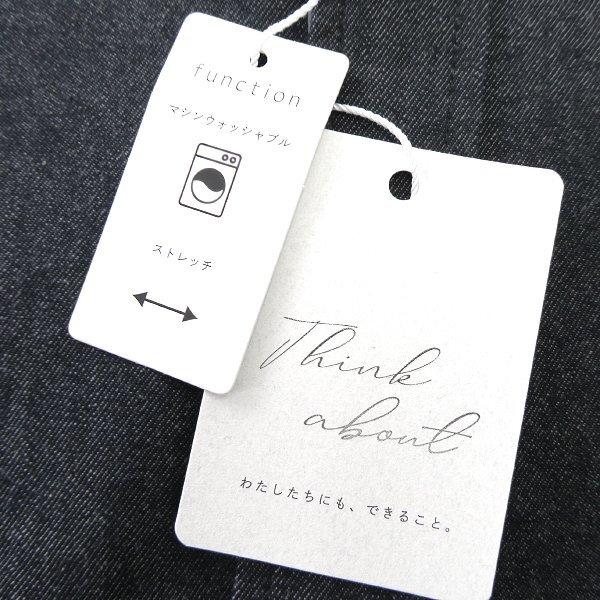 function
マシンウォッシャブル
ストレッチ
Think
about
わたしたちにも、できること。